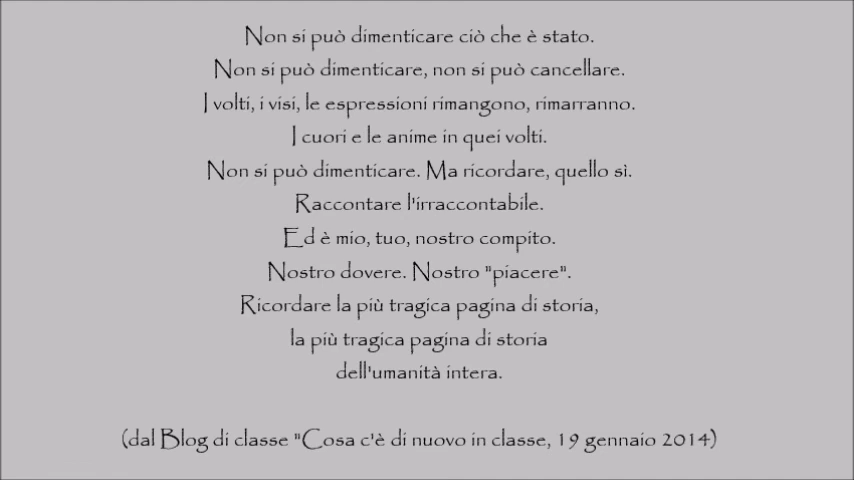 Non si può dimenticare ciò che è stato.
Non si può dimenticare, non si può cancellare.
I volti, i visi, le espressioni rimangono, rimarranno.
I cuori e le anime in quei volti.
Non si può dimenticare. Ma ricordare, quello sì.
Raccontare l'irraccontabile.
Ed è mio, tuo, nostro compito.
Nostro dovere. Nostro "piacere".
Ricordare la più tragica pagina di storia,
la più tragica pagina di storia
dell'umanità intera.
(dal Blog di classe "Cosa c'è di nuovo in classe, 19 gennaio 2014)